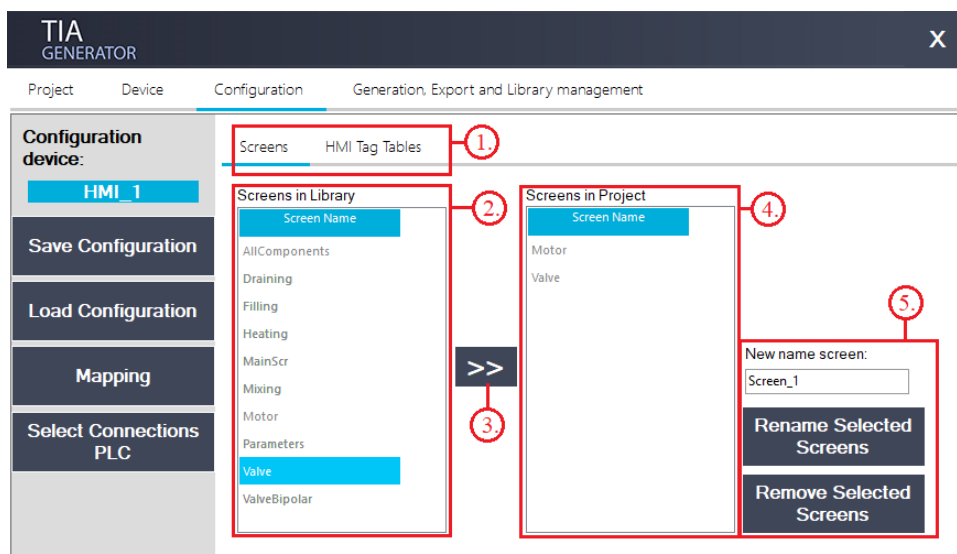 TIA
GENERATOR
X
Project Device Configuration Generation, Export and Library management
Configuration
device:
HMI_1
Save Configuration
Load Configuration
Mapping
Select Connections
PLC
Screens HMI Tag Tables
1.
Screens in Library
2.
Screen Name
AllComponents
Draining
Filling
Heating
MainScr
Mixing
Motor
Parameters
Valve
ValveBipolar
>>
3.
Screens in Project
4.
Screen Name
Motor
Valve
5.
New name screen:
Screen_1
Rename Selected
Screens
Remove Selected
Screens